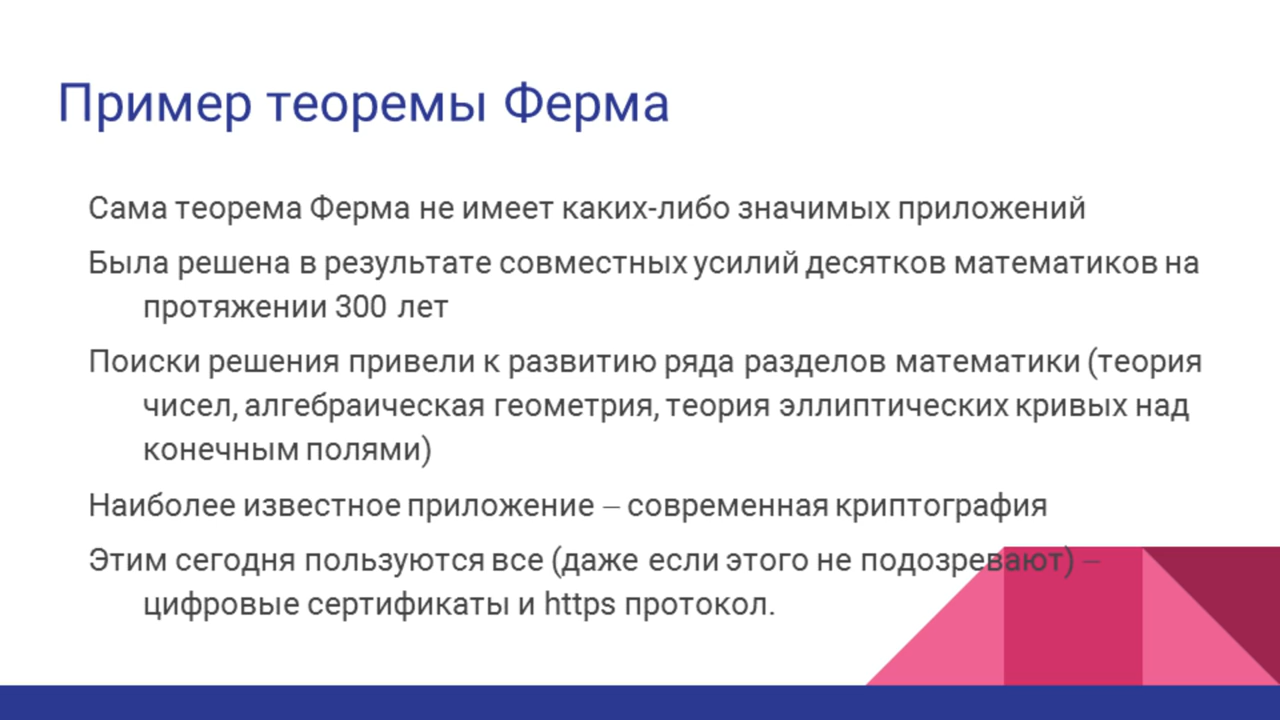 Пример теоремы Ферма
Сама теорема Ферма не имеет каких-либо значимых приложений
Была решена в результате совместных усилий десятков математиков на
протяжении 300 лет
Поиски решения привели к развитию ряда разделов математики (теория
чисел, алгебраическая геометрия, теория эллиптических кривых над
конечным полями)
Наиболее известное приложение – современная криптография
Этим сегодня пользуются все (даже если этого не подозревают) –
цифровые сертификаты и https протокол.